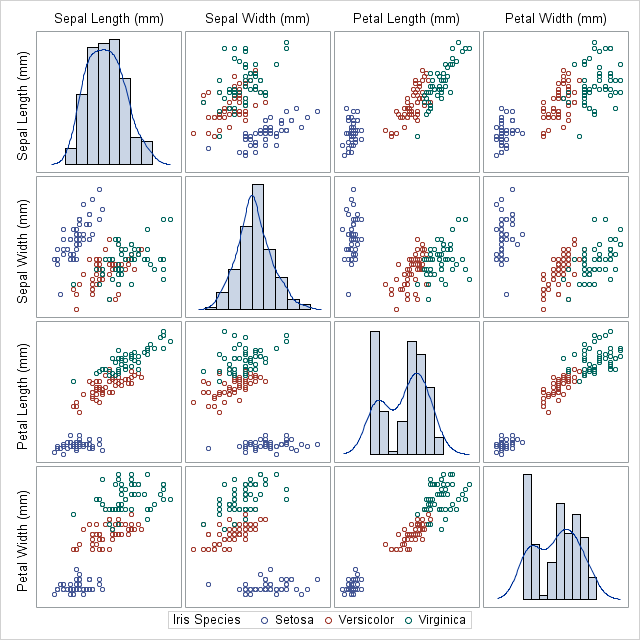 Sepal Length (mm) Sepal Width (mm) Petal Length (mm) Petal Width (mm)
Sepal Length (mm)
Sepal Width (mm)
Petal Length (mm)
Petal Width (mm)
Iris Species Setosa Versicolor Virginica